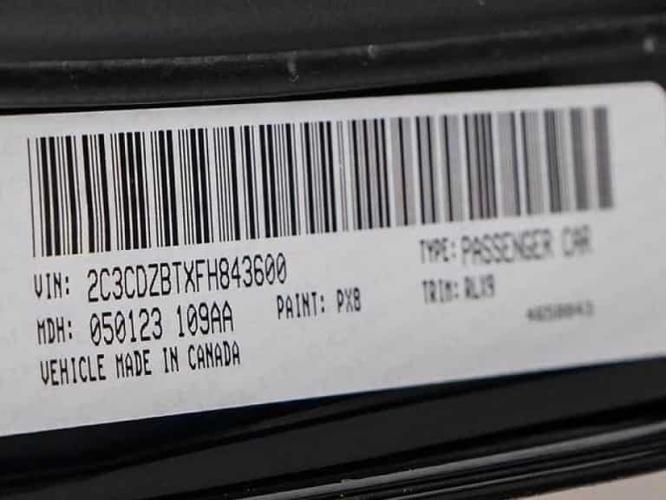 VIN: 2C3CDZBTXFH843600
TYPE: PASSENGER CAR
MDH: 050123 109AA
PAINT: PX8
TRIM: RLX9
VEHICLE MADE IN CANADA